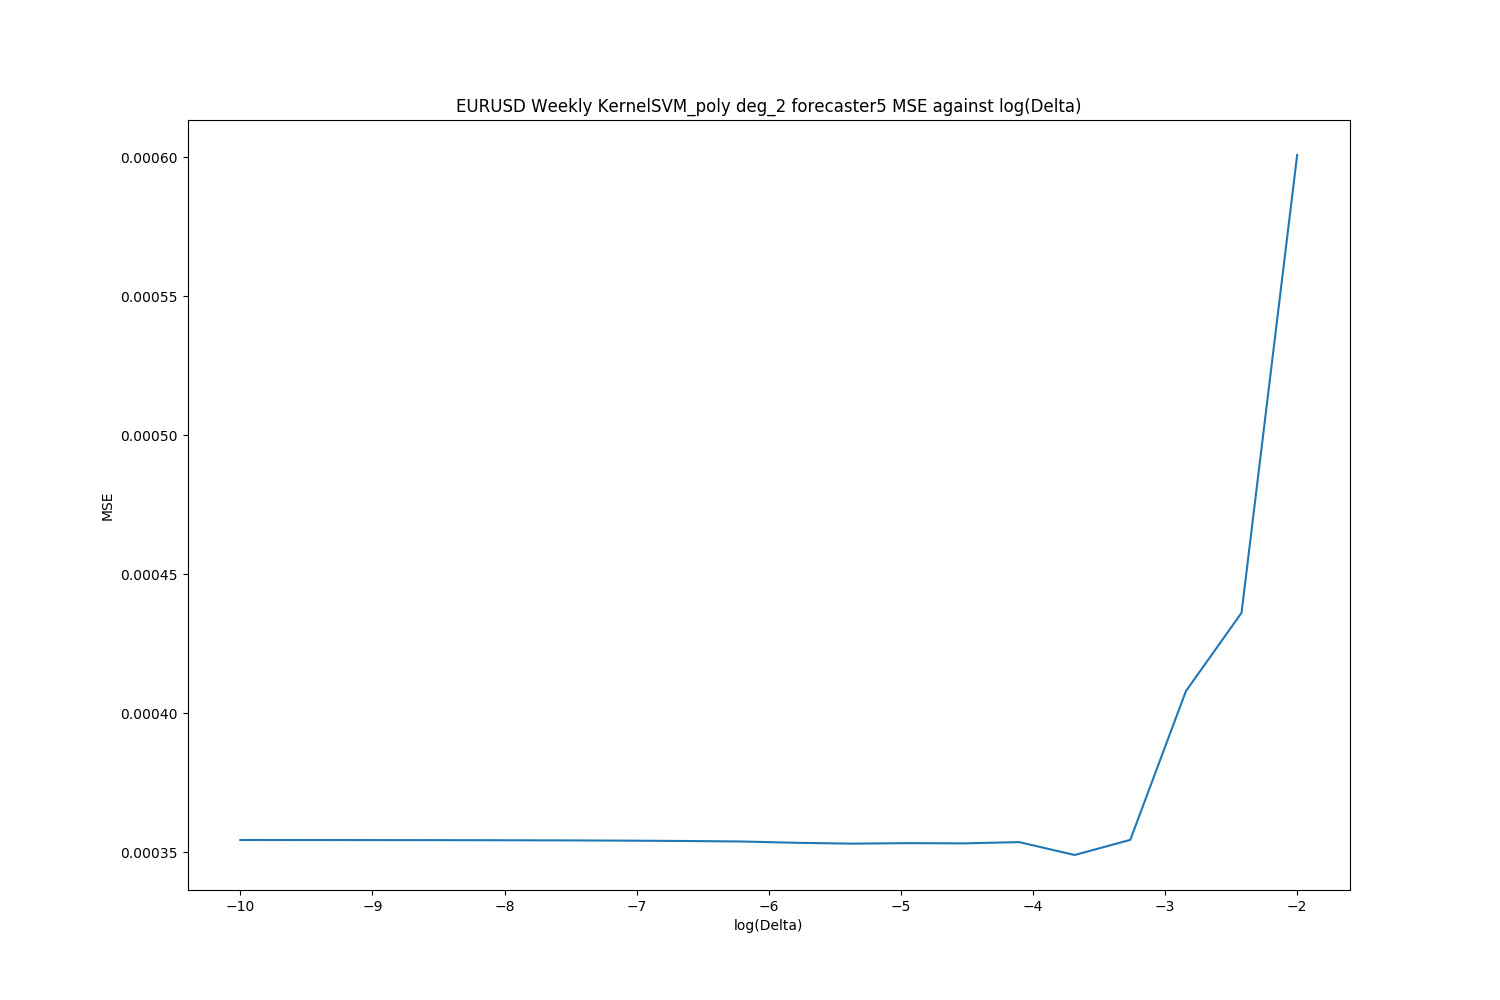 EURUSD Weekly KernelSVM_poly deg_2 forecaster5 MSE against log(Delta)
0.00060
0.00055
0.00050
0.00045
0.00040
0.00035
MSE
−10 −9 −8 −7 −6 −5 −4 −3 −2
log(Delta)